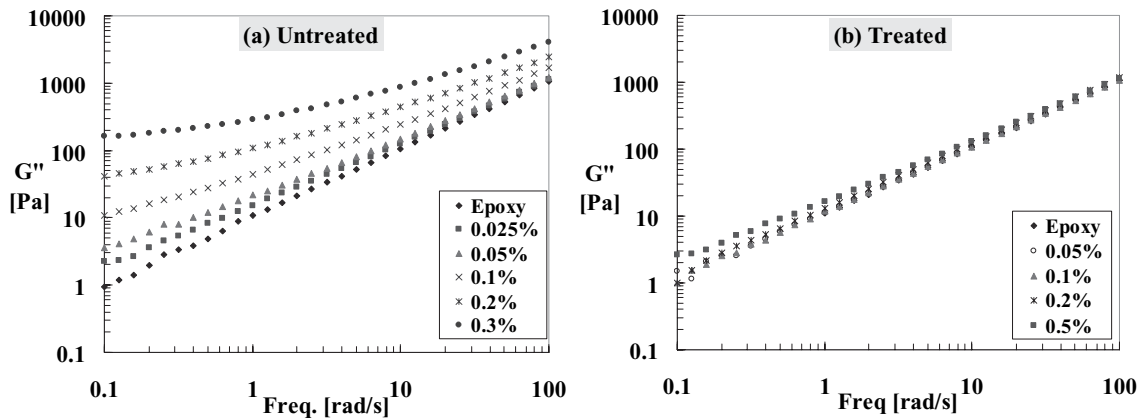 (a) Untreated
10000
1000
100
10
1
0.1
G"
[Pa]
0.1
1
10
100
Freq. [rad/s]
Epoxy
0.025%
0.05%
0.1%
0.2%
0.3%
(b) Treated
10000
1000
100
10
1
0.1
G"
[Pa]
0.1
1
10
100
Freq [rad/s]
Epoxy
0.05%
0.1%
0.2%
0.5%